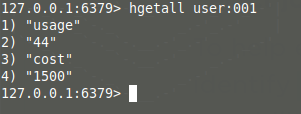 127.0.0.1:6379> hgetall user:001
1) "usage"
2) "44"
3) "cost"
4) "1500"
127.0.0.1:6379>